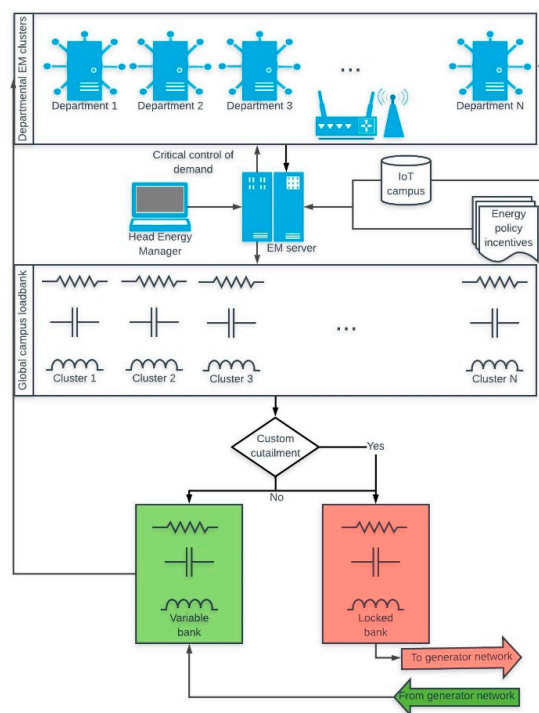 Departmental EM clusters
Department 1
Department 2
Department 3
...
Department N
Critical control of
demand
IoT
campus
Energy
policy
incentives
Head Energy
Manager
EM server
Global campus loadbank
Cluster 1
Cluster 2
Cluster 3
...
Cluster N
Custom
cutailment
Yes
No
Variable
bank
Locked
bank
To generator network
From generator network